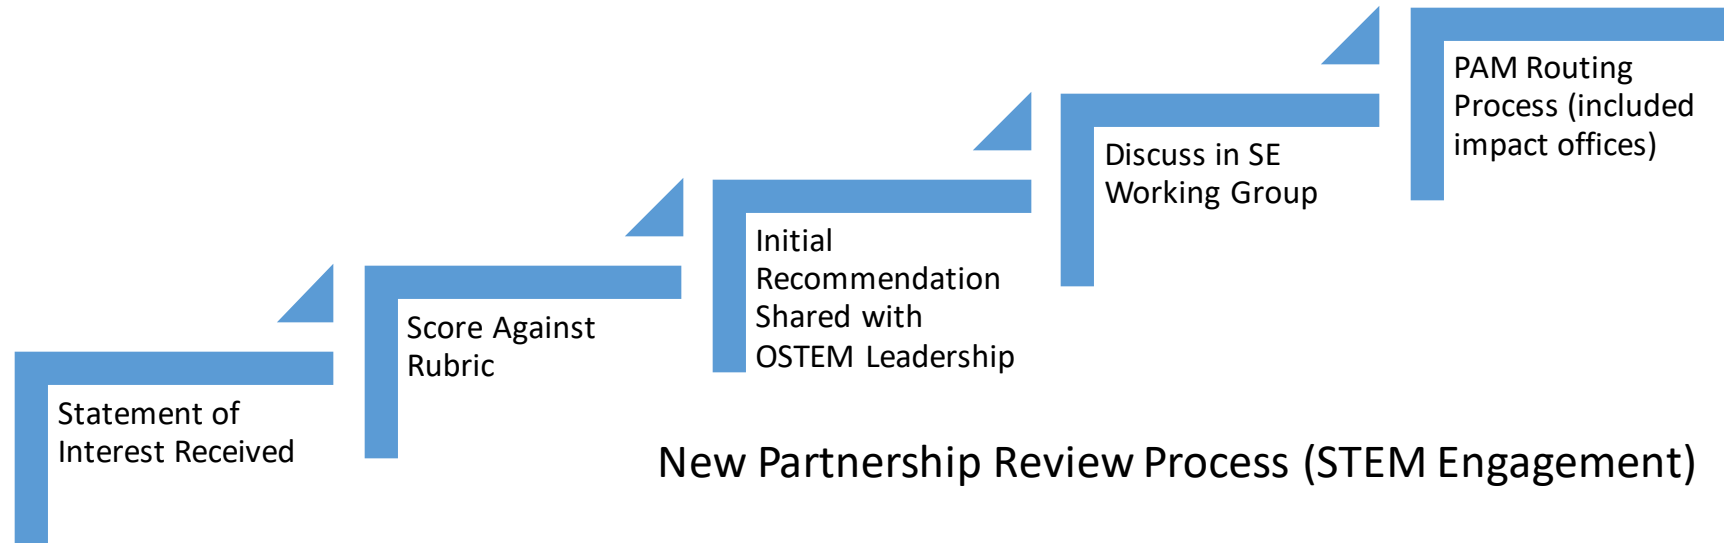 Statement of
Interest Received
Score Against
Rubric
Initial
Recommendation
Shared with
OSTEM Leadership
Discuss in SE
Working Group
PAM Routing
Process (included
impact offices)
New Partnership Review Process (STEM Engagement)